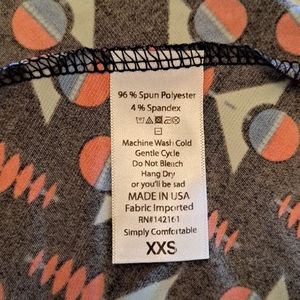 96 % Spun Polyester
4 % Spandex
Machine Wash Cold
Gentle Cycle
Do Not Bleach
Hang Dry
or you'll be sad
MADE IN USA
Fabric Imported
RN#142161
Simply Comfortable
XXS